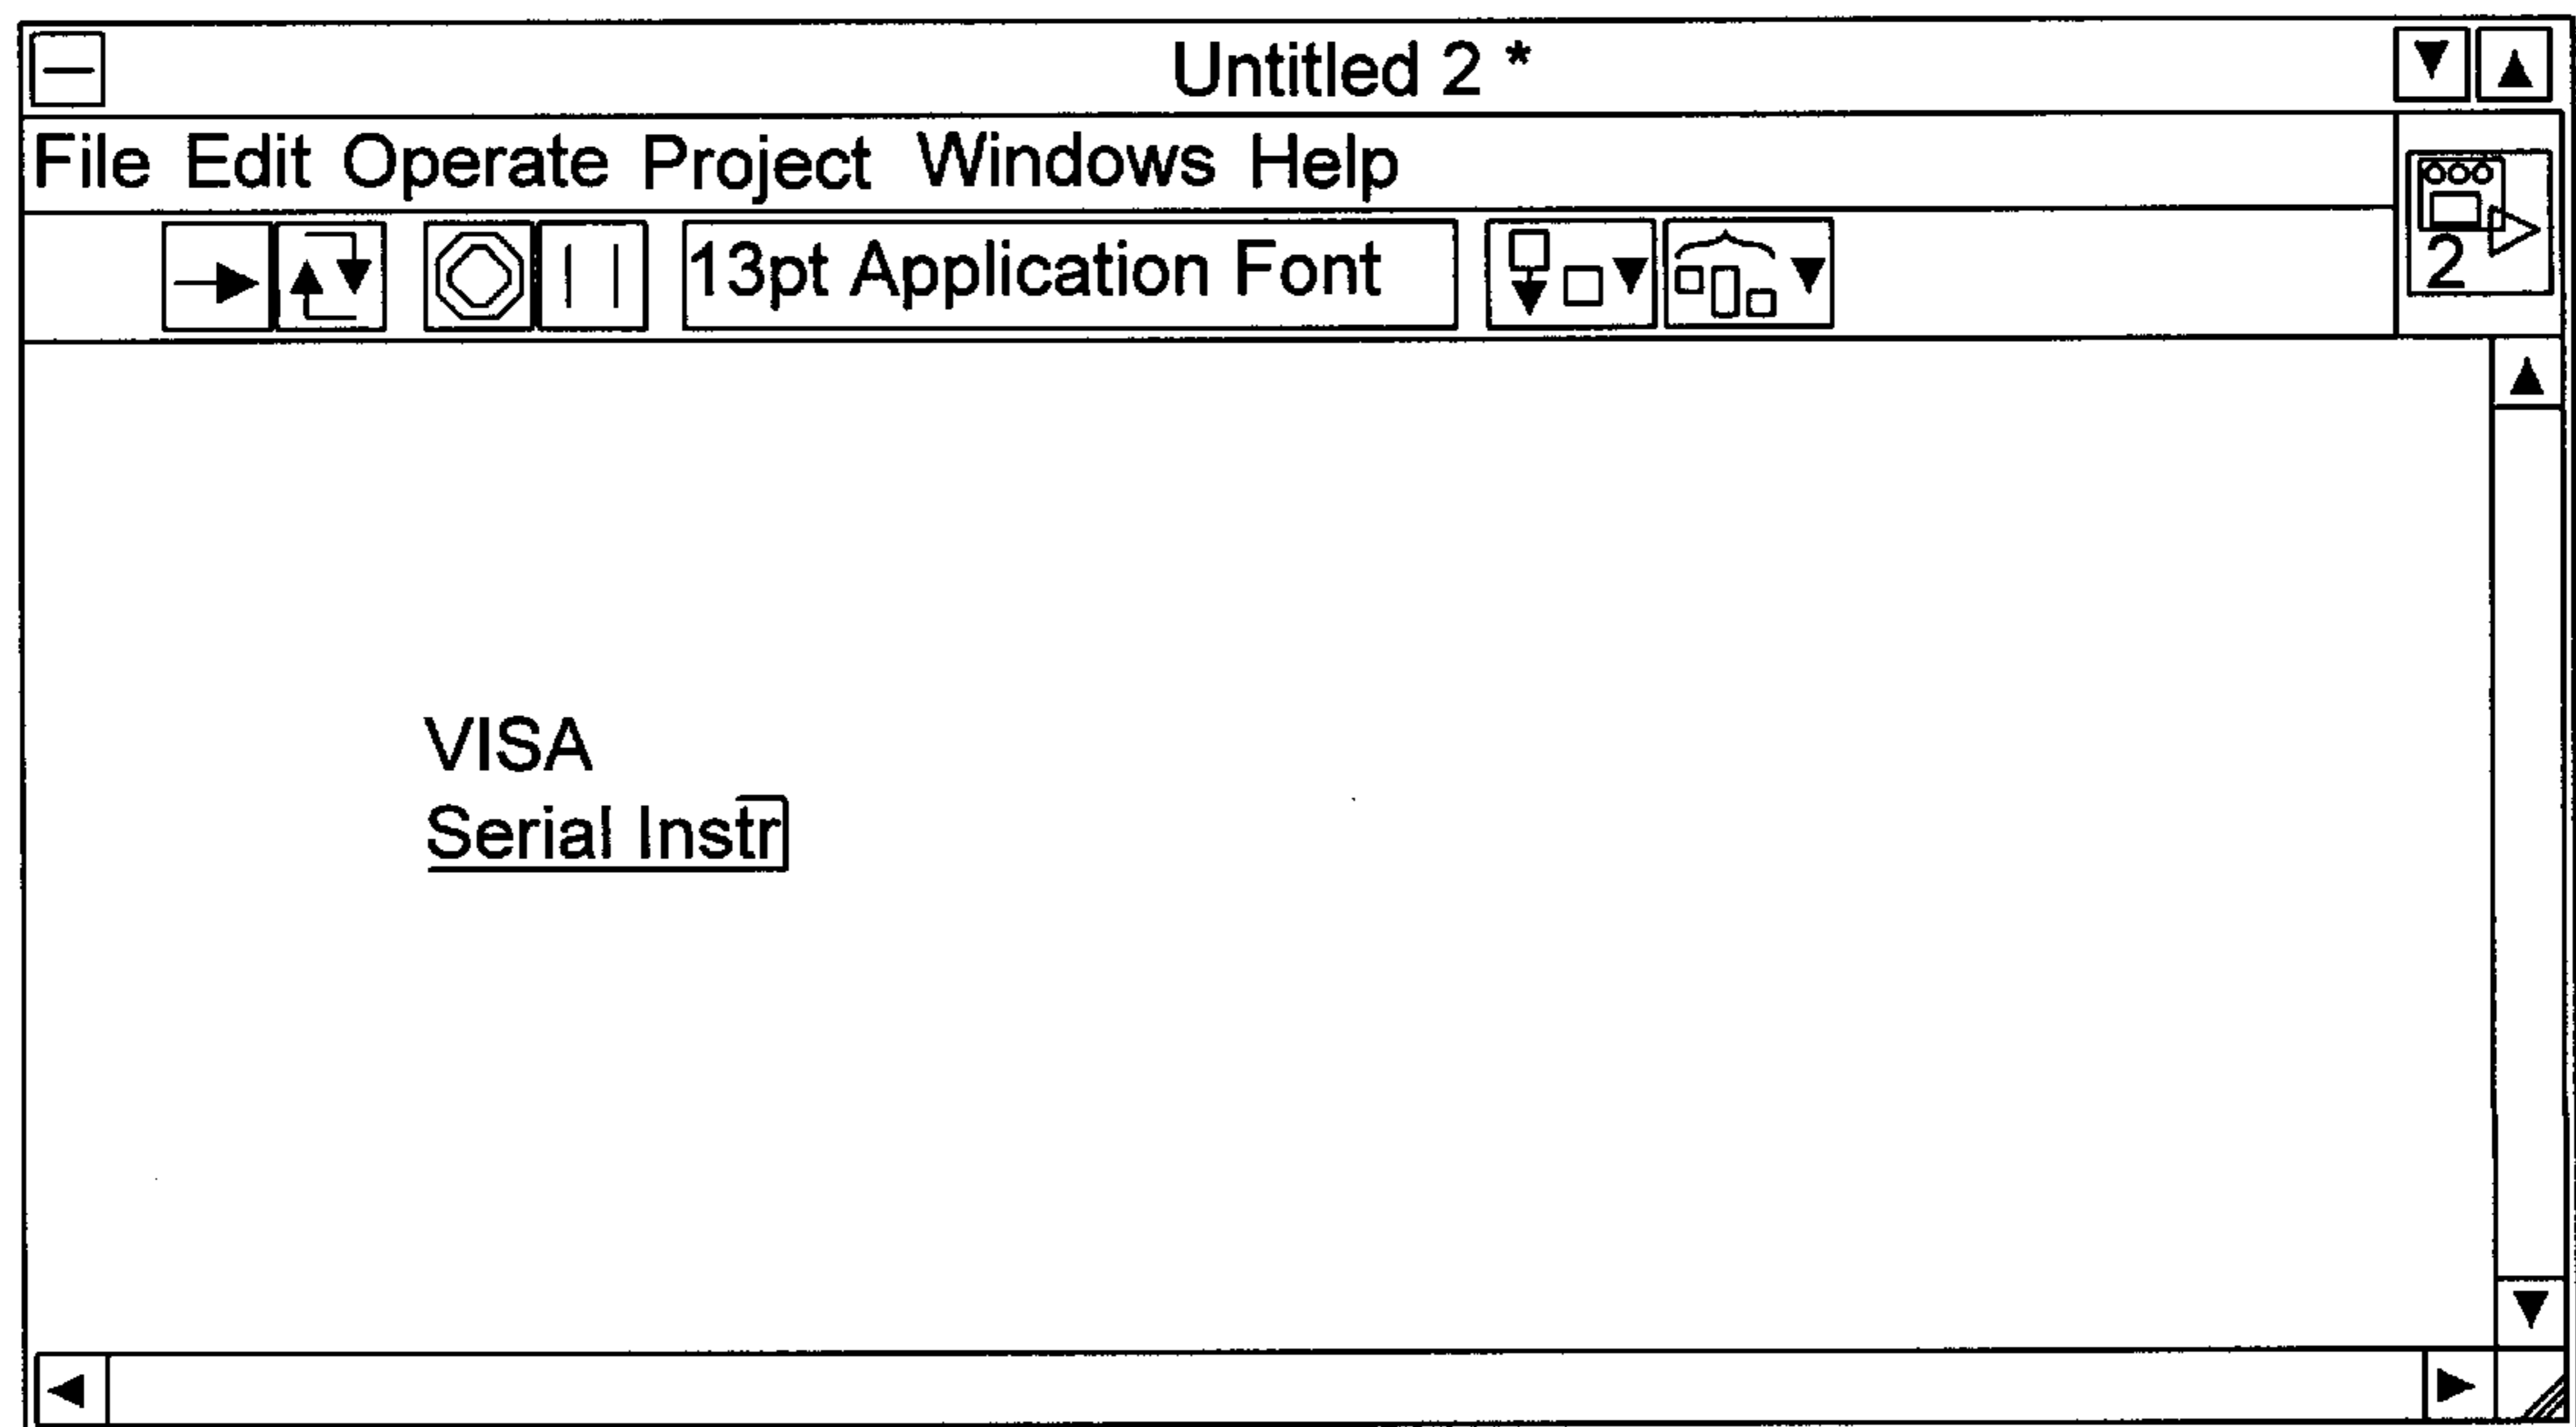 Untitled 2 *
File Edit Operate Project Windows Help
2
13pt Application Font
VISA
Serial Instr